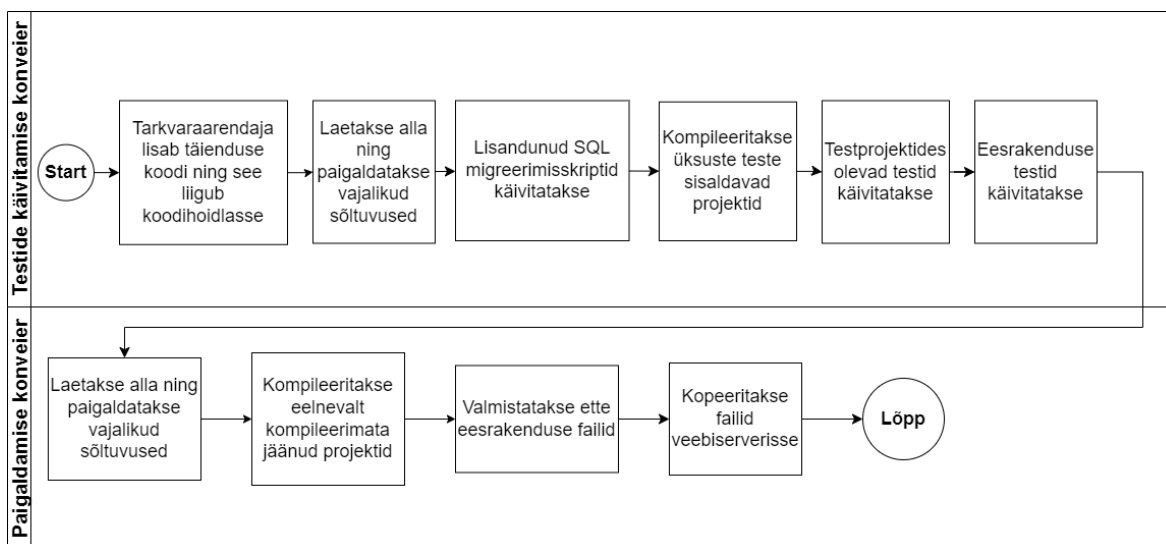 Testide käivitamise konveier
Start
Tarkvaraarendaja
lisab täienduse
koodi ning see
liigub
koodihoidlasse
Laetakse alla
ning
paigaldatakse
vajalikud
sõltuvused
Lisandunud SQL
migreerimisskriptid
käivitatakse
Kompileeritakse
üksuste teste
sisaldavad
projektid
Testprojektides
olevad testid
käivitatakse
Eesrakenduse
testid
käivitatakse
Paigaldamise konveier
Laetakse alla ning
paigaldatakse
vajalikud
sõltuvused
Kompileeritakse
eelnevalt
kompileerimata
jäänud projektid
Valmistatakse ette
eesrakenduse failid
Kopeeritakse
failid
veebiserverisse
Lõpp